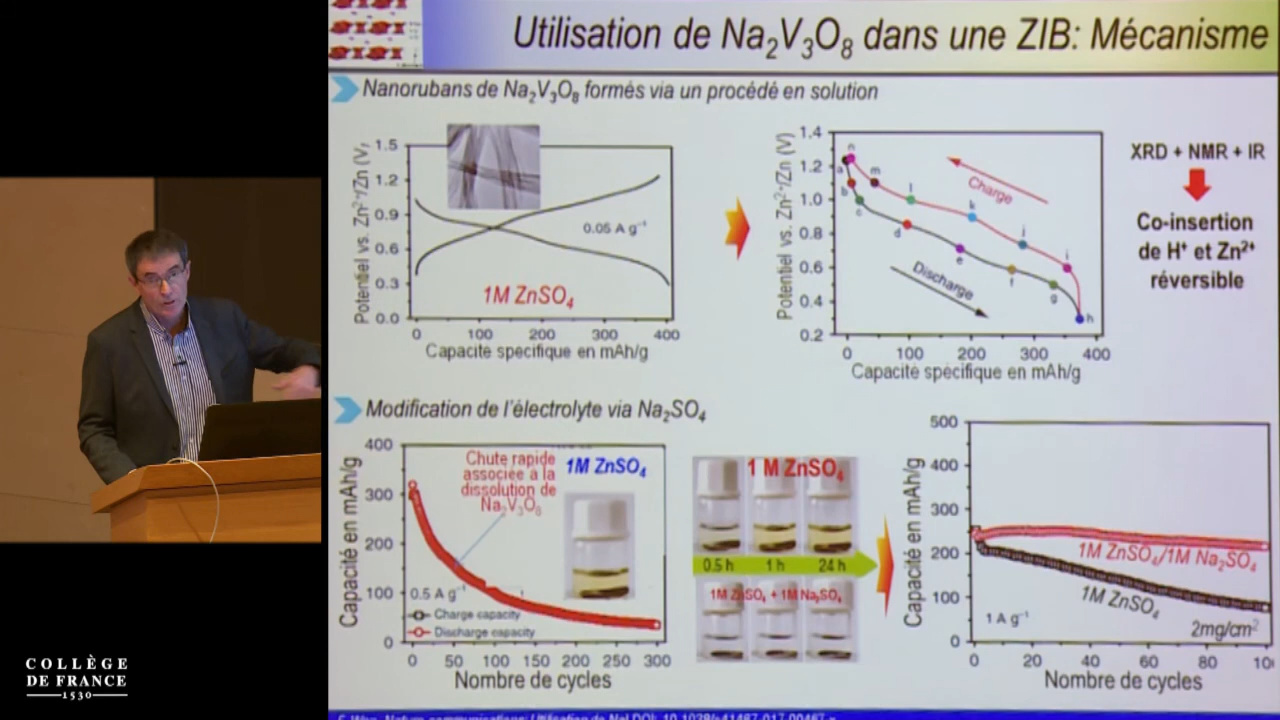 Utilisation de Na₂V₃O₈ dans une ZIB: Mécanisme
Nanorubans de Na₂V₃O₈ formés via un procédé en solution
Potentiel vs. Zn²⁺/Zn (V)
1.5
1.2
0.9
0.6
0.3
0.0
0.05 A g⁻¹
1M ZnSO₄
0 100 200 300 400
Capacité spécifique en mAh/g
Potentiel vs. Zn²⁺/Zn (V)
1.4
1.2
1.0
0.8
0.6
0.4
0.2
n
a
m
b
l
c
k
d
j
e
i
f
g
h
Charge
Discharge
0 100 200 300 400
Capacité spécifique en mAh/g
XRD + NMR + IR
Co-insertion
de H⁺ et Zn²⁺
réversible
Modification de l'électrolyte via Na₂SO₄
Capacité en mAh/g
400
300
200
100
0
Chute rapide
associée à la
dissolution de
Na₂V₃O₈
1M ZnSO₄
0.5 A g⁻¹
Charge capacity
Discharge capacity
0 50 100 150 200 250 300
Nombre de cycles
1 M ZnSO₄
0.5 h 1 h 24 h
1M ZnSO₄ + 1M Na₂SO₄
Capacité en mAh/g
500
400
300
200
100
0
1M ZnSO₄/1M Na₂SO₄
1M ZnSO₄
1 A g⁻¹
2mg/cm²
0 20 40 60 80 10
Nombre de cycles
COLLÈGE
DE FRANCE
1530